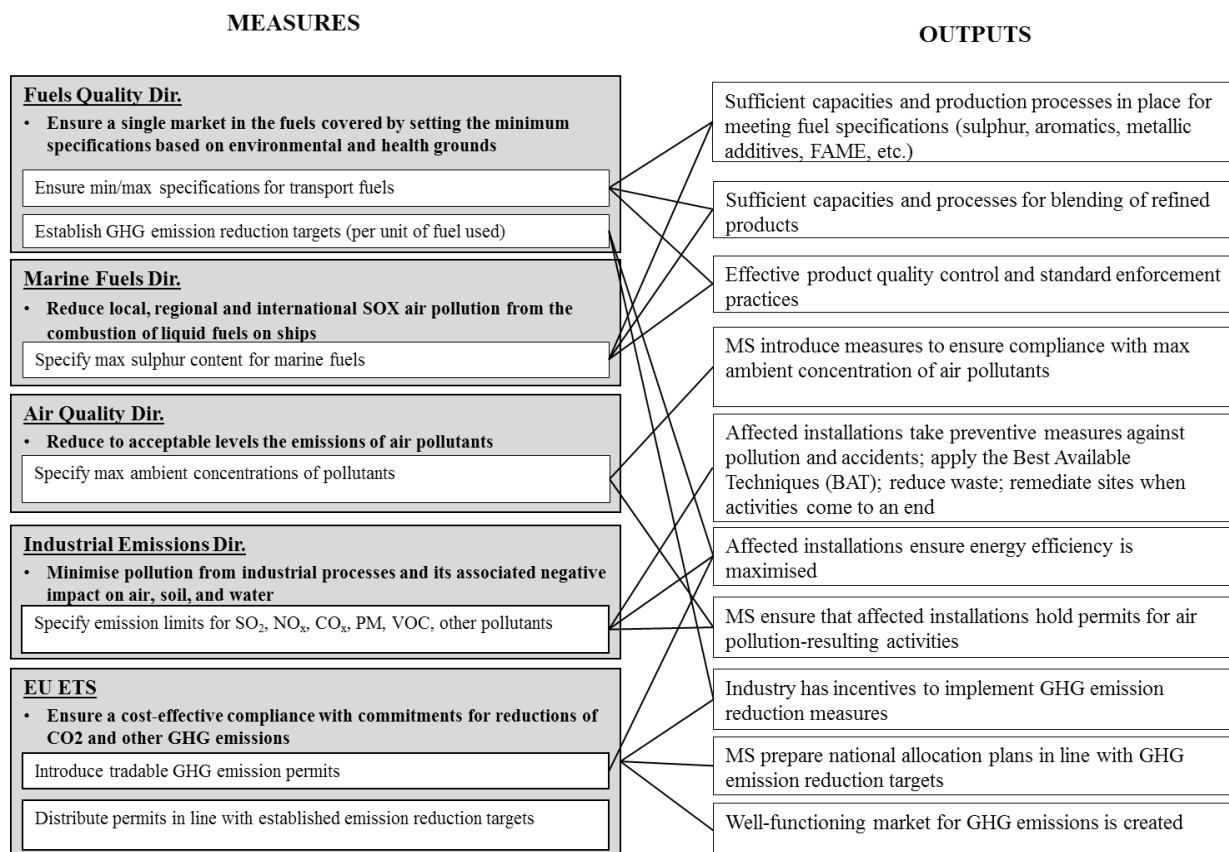 MEASURES
Fuels Quality Dir.
• Ensure a single market in the fuels covered by setting the minimum
specifications based on environmental and health grounds
Ensure min/max specifications for transport fuels
Establish GHG emission reduction targets (per unit of fuel used)
Marine Fuels Dir.
• Reduce local, regional and international SOX air pollution from the
combustion of liquid fuels on ships
Specify max sulphur content for marine fuels
Air Quality Dir.
• Reduce to acceptable levels the emissions of air pollutants
Specify max ambient concentrations of pollutants
Industrial Emissions Dir.
• Minimise pollution from industrial processes and its associated negative
impact on air, soil, and water
Specify emission limits for SO₂, NOₓ, COₓ, PM, VOC, other pollutants
EU ETS
• Ensure a cost-effective compliance with commitments for reductions of
CO2 and other GHG emissions
Introduce tradable GHG emission permits
Distribute permits in line with established emission reduction targets
OUTPUTS
Sufficient capacities and production processes in place for
meeting fuel specifications (sulphur, aromatics, metallic
additives, FAME, etc.)
Sufficient capacities and processes for blending of refined
products
Effective product quality control and standard enforcement
practices
MS introduce measures to ensure compliance with max
ambient concentration of air pollutants
Affected installations take preventive measures against
pollution and accidents; apply the Best Available
Techniques (BAT); reduce waste; remediate sites when
activities come to an end
Affected installations ensure energy efficiency is
maximised
MS ensure that affected installations hold permits for air
pollution-resulting activities
Industry has incentives to implement GHG emission
reduction measures
MS prepare national allocation plans in line with GHG
emission reduction targets
Well-functioning market for GHG emissions is created